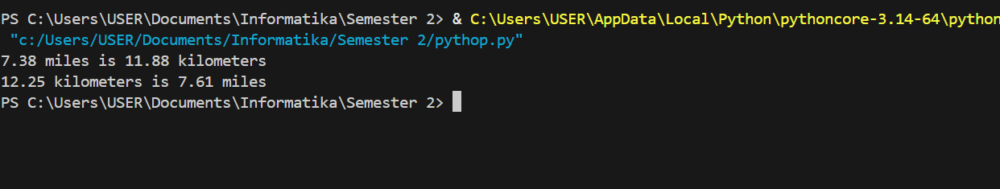 PS C:\Users\USER\Documents\Informatika\Semester 2> & C:\Users\USER\AppData\Local\Python\pythoncore-3.14-64\python
"c:/Users/USER/Documents/Informatika/Semester 2/pythop.py"
7.38 miles is 11.88 kilometers
12.25 kilometers is 7.61 miles
PS C:\Users\USER\Documents\Informatika\Semester 2>